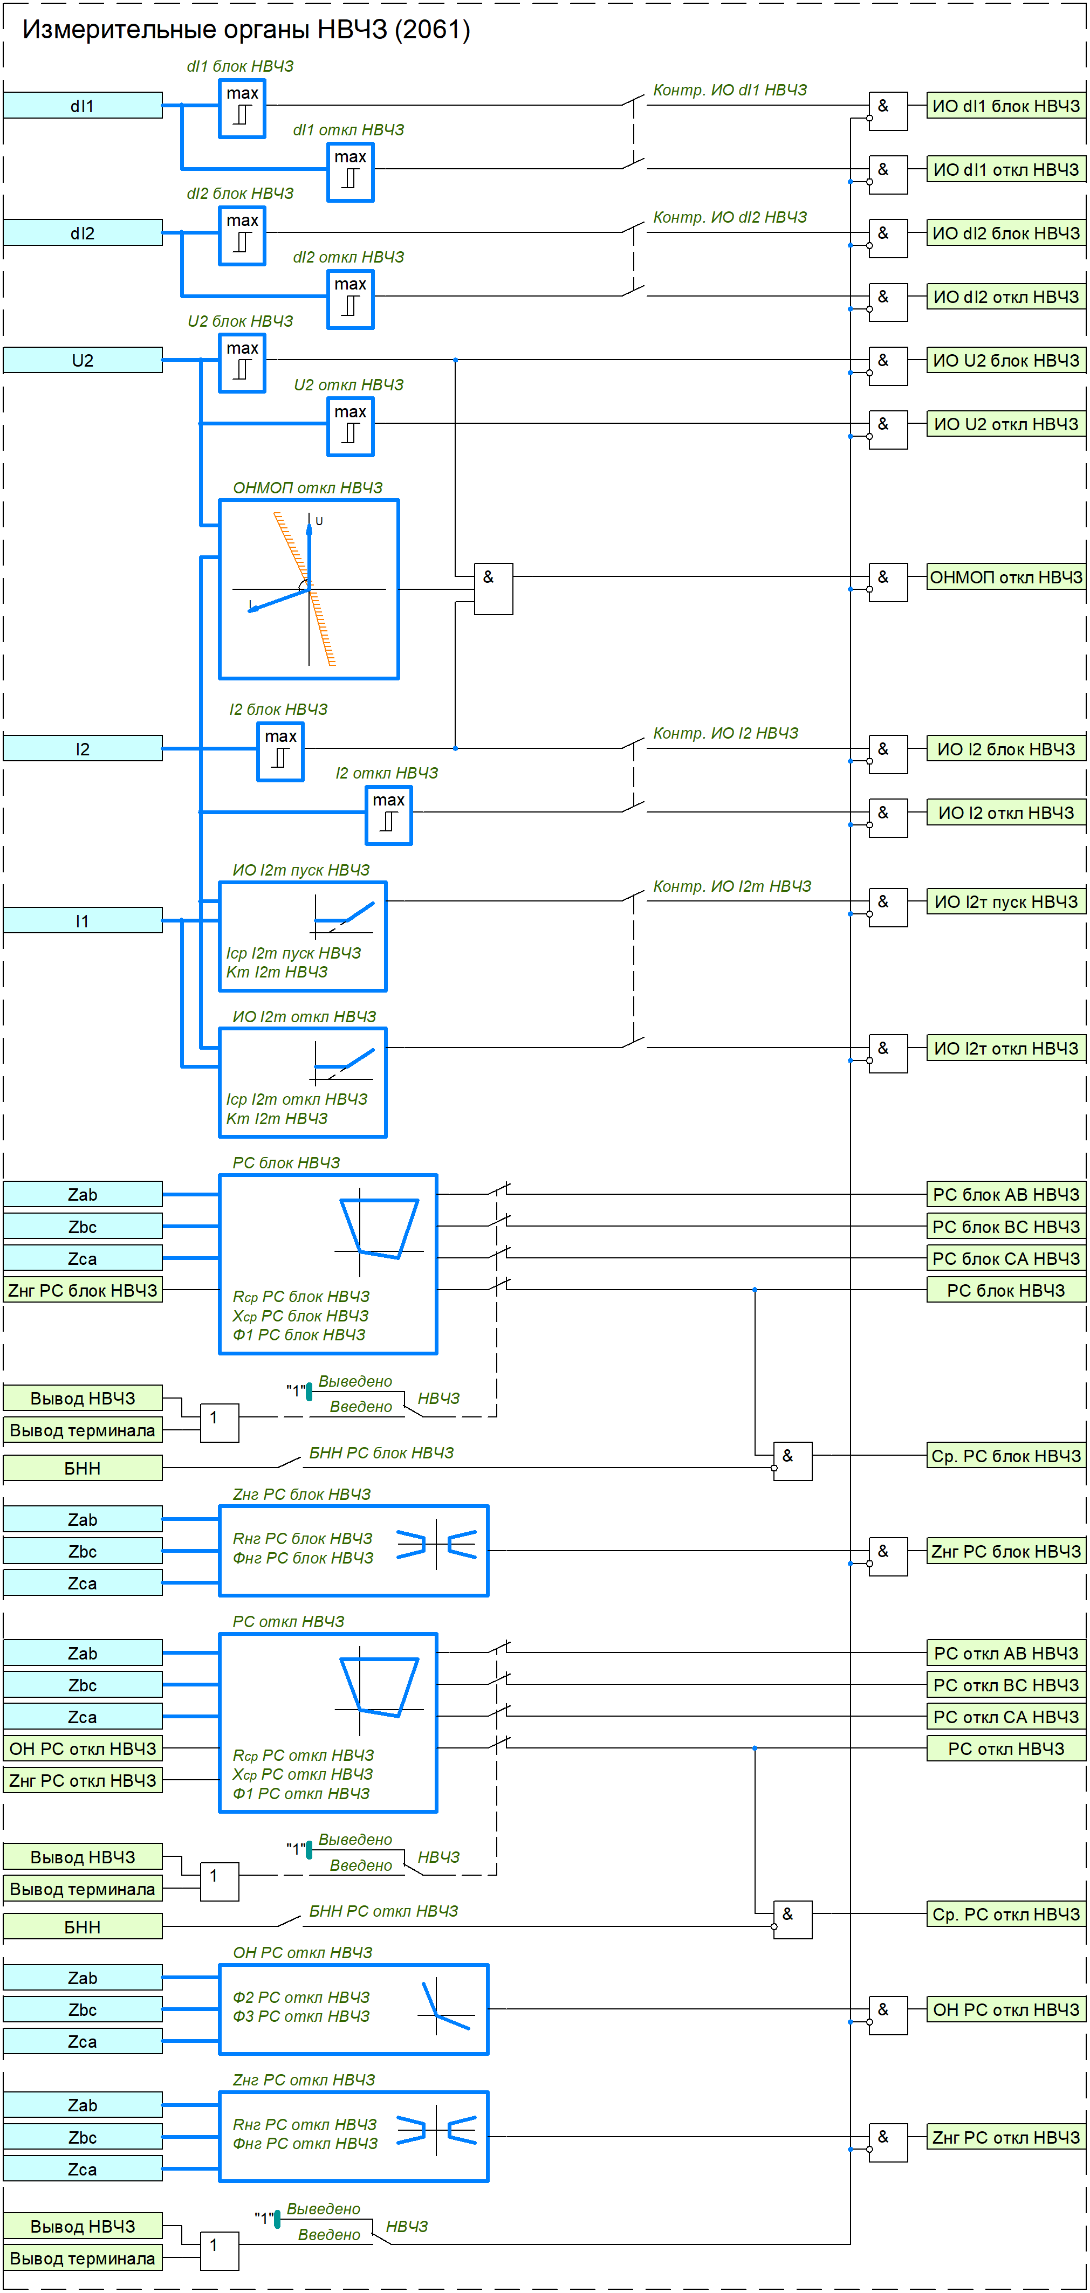 Измерительные органы НВЧЗ (2061)
dI1 блок НВЧЗ
dI1
max
Контр. ИО dI1 НВЧЗ
&
ИО dI1 блок НВЧЗ
dI1 откл НВЧЗ
max
&
ИО dI1 откл НВЧЗ
dI2 блок НВЧЗ
dI2
max
Контр. ИО dI2 НВЧЗ
&
ИО dI2 блок НВЧЗ
dI2 откл НВЧЗ
max
&
ИО dI2 откл НВЧЗ
U2 блок НВЧЗ
U2
max
&
ИО U2 блок НВЧЗ
U2 откл НВЧЗ
max
&
ИО U2 откл НВЧЗ
ОНМОП откл НВЧЗ
U
I
&
&
ОНМОП откл НВЧЗ
I2 блок НВЧЗ
I2
max
Контр. ИО I2 НВЧЗ
&
ИО I2 блок НВЧЗ
I2 откл НВЧЗ
max
&
ИО I2 откл НВЧЗ
ИО I2т пуск НВЧЗ
I1
Контр. ИО I2т НВЧЗ
&
ИО I2т пуск НВЧЗ
Iср I2т пуск НВЧЗ
Kт I2т НВЧЗ
ИО I2т откл НВЧЗ
&
ИО I2т откл НВЧЗ
Iср I2т откл НВЧЗ
Kт I2т НВЧЗ
РС блок НВЧЗ
Zab
РС блок АВ НВЧЗ
Zbc
РС блок ВС НВЧЗ
Zca
РС блок СА НВЧЗ
Zнг РС блок НВЧЗ
РС блок НВЧЗ
Rср РС блок НВЧЗ
Xср РС блок НВЧЗ
Ф1 РС блок НВЧЗ
Вывод НВЧЗ
Вывод терминала
1
"1"
Выведено
Введено
НВЧЗ
БНН
БНН РС блок НВЧЗ
&
Ср. РС блок НВЧЗ
Zнг РС блок НВЧЗ
Zab
Zbc
Zca
Rнг РС блок НВЧЗ
Фнг РС блок НВЧЗ
&
Zнг РС блок НВЧЗ
РС откл НВЧЗ
Zab
РС откл АВ НВЧЗ
Zbc
РС откл ВС НВЧЗ
Zca
РС откл СА НВЧЗ
ОН РС откл НВЧЗ
РС откл НВЧЗ
Zнг РС откл НВЧЗ
Rср РС откл НВЧЗ
Xср РС откл НВЧЗ
Ф1 РС откл НВЧЗ
Вывод НВЧЗ
Вывод терминала
1
"1"
Выведено
Введено
НВЧЗ
БНН
БНН РС откл НВЧЗ
&
Ср. РС откл НВЧЗ
ОН РС откл НВЧЗ
Zab
Zbc
Zca
Ф2 РС откл НВЧЗ
Ф3 РС откл НВЧЗ
&
ОН РС откл НВЧЗ
Zнг РС откл НВЧЗ
Zab
Zbc
Zca
Rнг РС откл НВЧЗ
Фнг РС откл НВЧЗ
&
Zнг РС откл НВЧЗ
Вывод НВЧЗ
Вывод терминала
1
"1"
Выведено
Введено
НВЧЗ